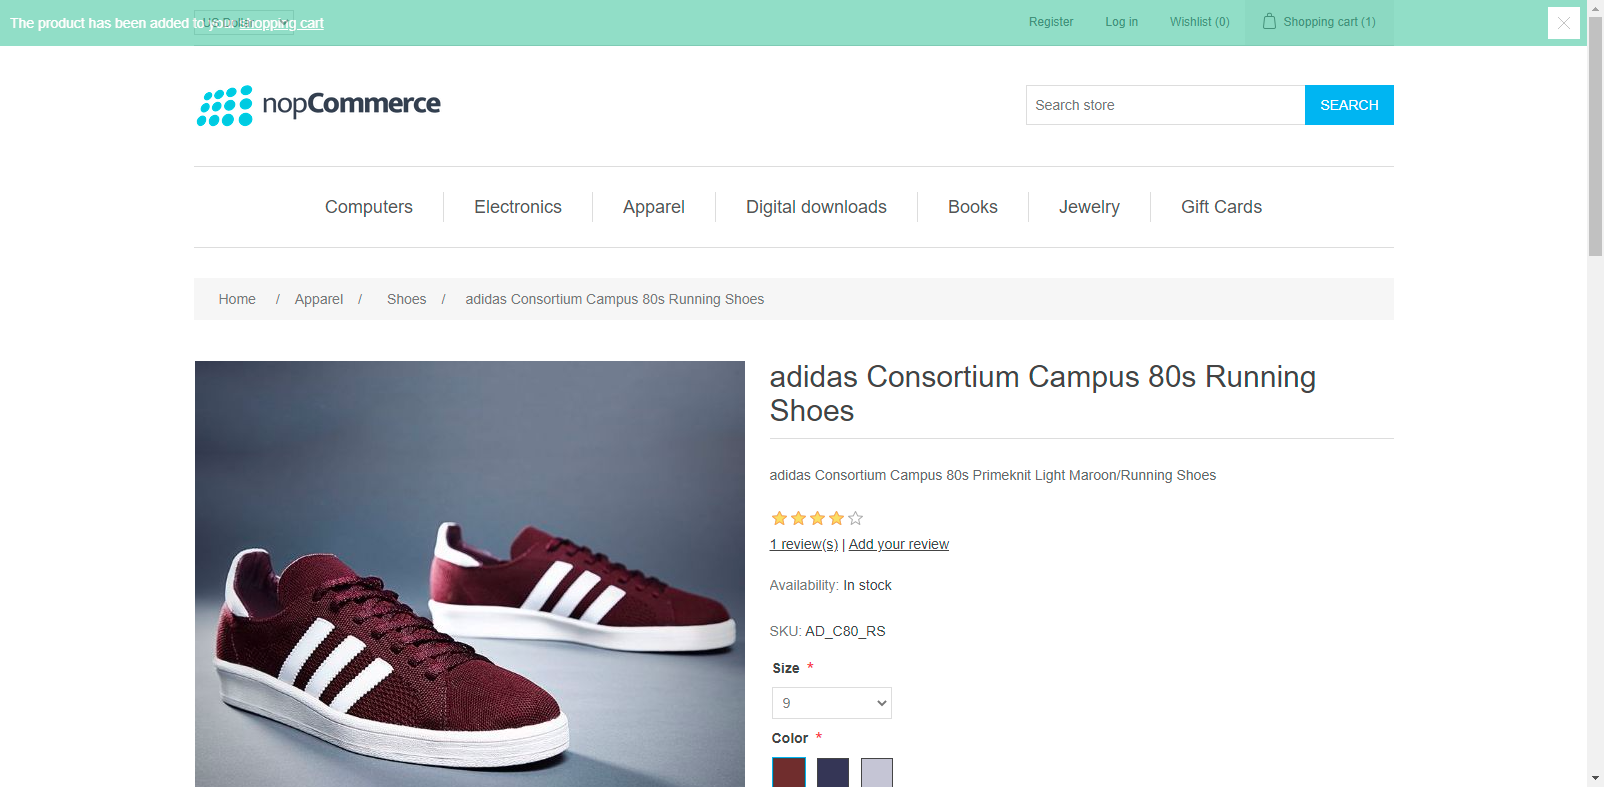 The product has been added to your shopping cart
US Dollar
Register Log in Wishlist (0) Shopping cart (1)
nopCommerce
Search store SEARCH
Computers Electronics Apparel Digital downloads Books Jewelry Gift Cards
Home / Apparel / Shoes / adidas Consortium Campus 80s Running Shoes
adidas Consortium Campus 80s Running
Shoes
adidas Consortium Campus 80s Primeknit Light Maroon/Running Shoes
1 review(s) | Add your review
Availability: In stock
SKU: AD_C80_RS
Size *
9
Color *